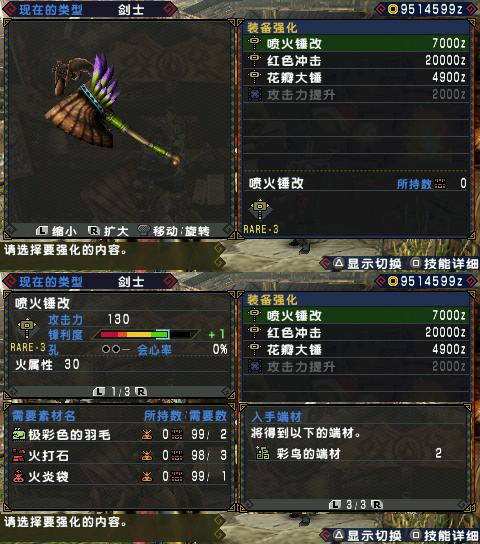 现在的类型 剑士
9514599z
装备强化
喷火锤改 7000z
红色冲击 20000z
花瓣大锤 4900z
攻击力提升 2000z
喷火锤改 所持数 0
RARE-3
L 缩小 R 扩大 移动/旋转
请选择要强化的内容。
△显示切换 □技能详细
现在的类型 剑士
9514599z
喷火锤改
攻击力 130
锋利度 +1
RARE-3 孔 ○○— 会心率 0%
火属性 30
L 1/3 R
装备强化
喷火锤改 7000z
红色冲击 20000z
花瓣大锤 4900z
攻击力提升 2000z
需要素材名 所持数/需要数
极彩色的羽毛 0 99/ 2
火打石 0 98/ 3
火炎袋 0 99/ 1
入手端材
将得到以下的端材。
彩鸟的端材 2
L 3/3 R
请选择要强化的内容。
△显示切换 □技能详细